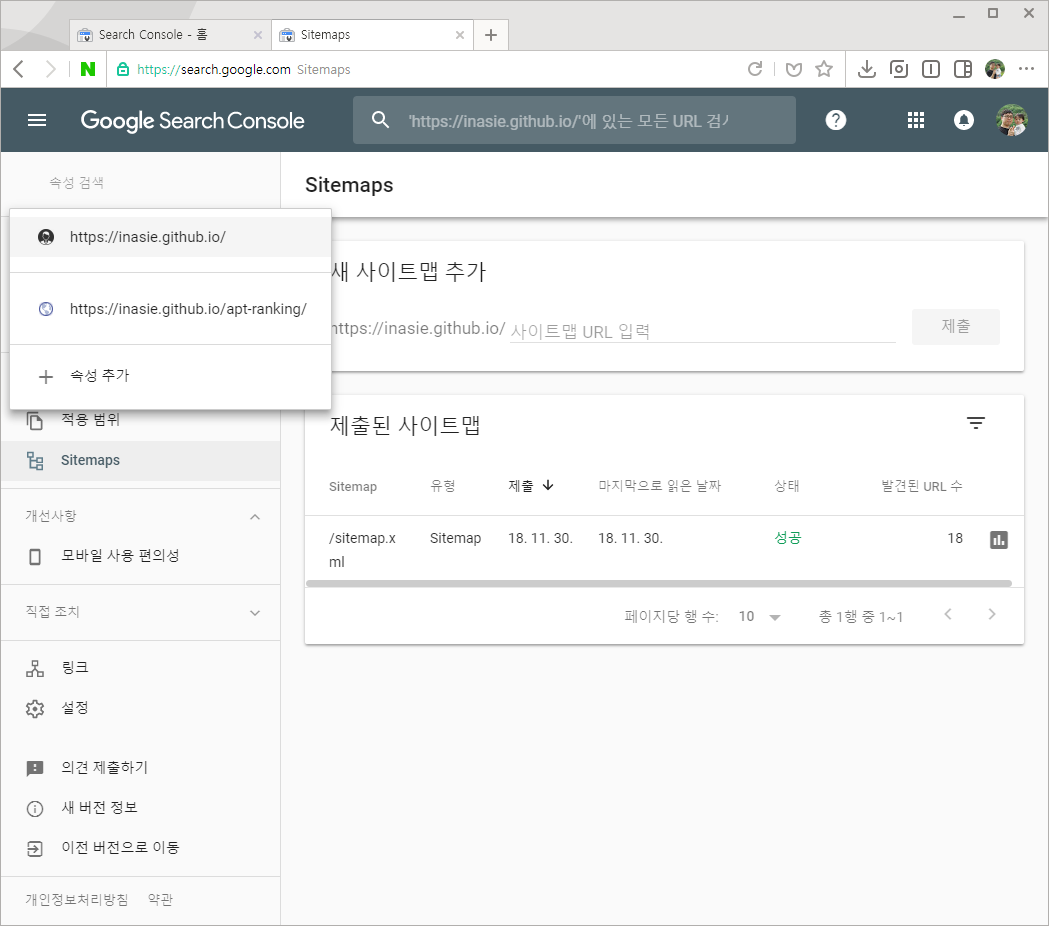 Search Console - 홈
Sitemaps
N
https://search.google.com Sitemaps
Google Search Console
'https://inasie.github.io/'에 있는 모든 URL 검사
속성 검색
Sitemaps
https://inasie.github.io/
https://inasie.github.io/apt-ranking/
속성 추가
새 사이트맵 추가
https://inasie.github.io/ 사이트맵 URL 입력
제출
적용 범위
Sitemaps
개선사항
모바일 사용 편의성
직접 조치
링크
설정
의견 제출하기
새 버전 정보
이전 버전으로 이동
개인정보처리방침 약관
제출된 사이트맵
Sitemap 유형 제출 마지막으로 읽은 날짜 상태 발견된 URL 수
/sitemap.x Sitemap 18. 11. 30. 18. 11. 30. 성공 18
ml
페이지당 행 수: 10 총 1행 중 1~1